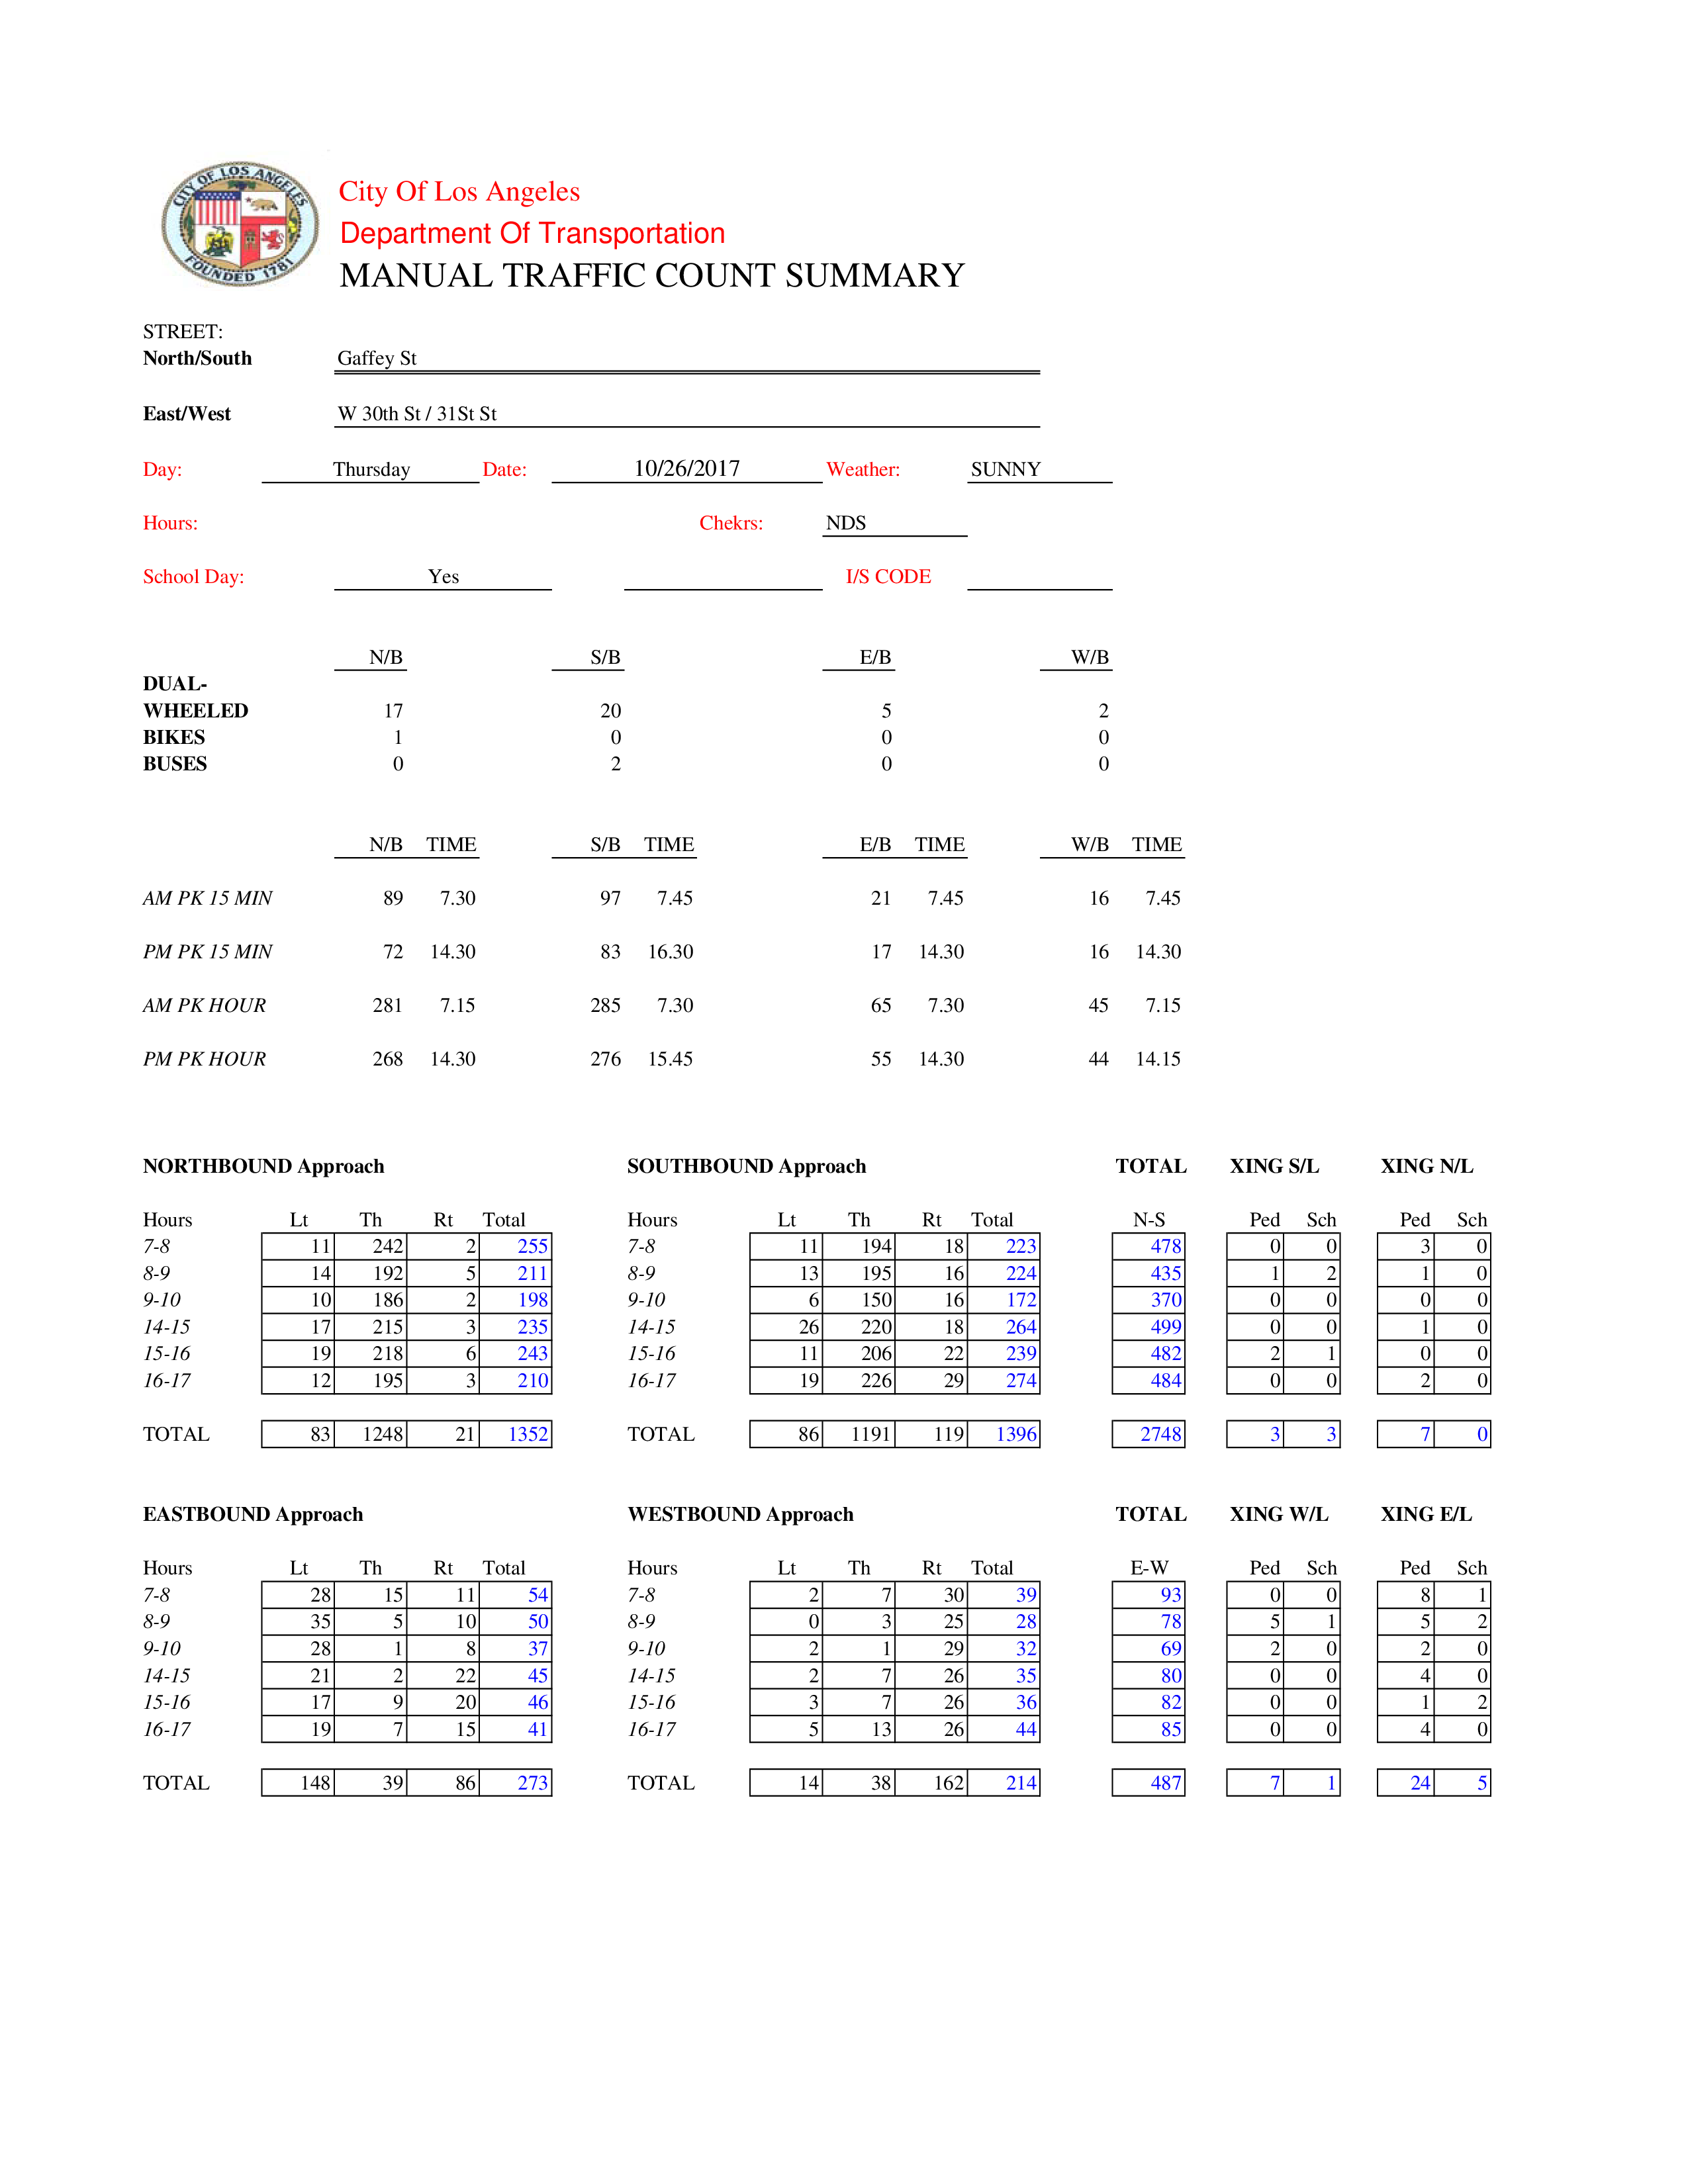 CITY OF LOS ANGELES
FOUNDED 1781
City Of Los Angeles
Department Of Transportation
MANUAL TRAFFIC COUNT SUMMARY
STREET:
North/South Gaffey St
East/West W 30th St / 31St St
Day: Thursday Date: 10/26/2017 Weather: SUNNY
Hours: Chekrs: NDS
School Day: Yes I/S CODE
N/B S/B E/B W/B
DUAL-
WHEELED 17 20 5 2
BIKES 1 0 0 0
BUSES 0 2 0 0
N/B TIME S/B TIME E/B TIME W/B TIME
AM PK 15 MIN 89 7.30 97 7.45 21 7.45 16 7.45
PM PK 15 MIN 72 14.30 83 16.30 17 14.30 16 14.30
AM PK HOUR 281 7.15 285 7.30 65 7.30 45 7.15
PM PK HOUR 268 14.30 276 15.45 55 14.30 44 14.15
NORTHBOUND Approach SOUTHBOUND Approach TOTAL XING S/L XING N/L
Hours Lt Th Rt Total Hours Lt Th Rt Total N-S Ped Sch Ped Sch
7-8 11 242 2 255 7-8 11 194 18 223 478 0 0 3 0
8-9 14 192 5 211 8-9 13 195 16 224 435 1 2 1 0
9-10 10 186 2 198 9-10 6 150 16 172 370 0 0 0 0
14-15 17 215 3 235 14-15 26 220 18 264 499 0 0 1 0
15-16 19 218 6 243 15-16 11 206 22 239 482 2 1 0 0
16-17 12 195 3 210 16-17 19 226 29 274 484 0 0 2 0
TOTAL 83 1248 21 1352 TOTAL 86 1191 119 1396 2748 3 3 7 0
EASTBOUND Approach WESTBOUND Approach TOTAL XING W/L XING E/L
Hours Lt Th Rt Total Hours Lt Th Rt Total E-W Ped Sch Ped Sch
7-8 28 15 11 54 7-8 2 7 30 39 93 0 0 8 1
8-9 35 5 10 50 8-9 0 3 25 28 78 5 1 5 2
9-10 28 1 8 37 9-10 2 1 29 32 69 2 0 2 0
14-15 21 2 22 45 14-15 2 7 26 35 80 0 0 4 0
15-16 17 9 20 46 15-16 3 7 26 36 82 0 0 1 2
16-17 19 7 15 41 16-17 5 13 26 44 85 0 0 4 0
TOTAL 148 39 86 273 TOTAL 14 38 162 214 487 7 1 24 5